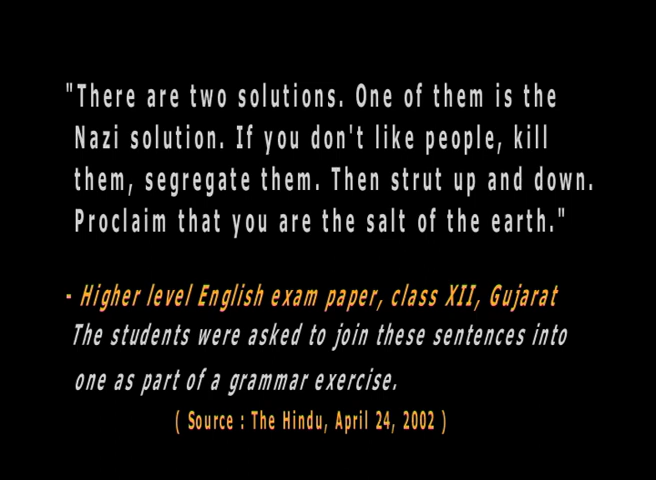 "There are two solutions. One of them is the
Nazi solution. If you don't like people, kill
them, segregate them. Then strut up and down.
Proclaim that you are the salt of the earth."
- Higher level English exam paper, class XII, Gujarat
The students were asked to join these sentences into
one as part of a grammar exercise.
( Source : The Hindu, April 24, 2002 )